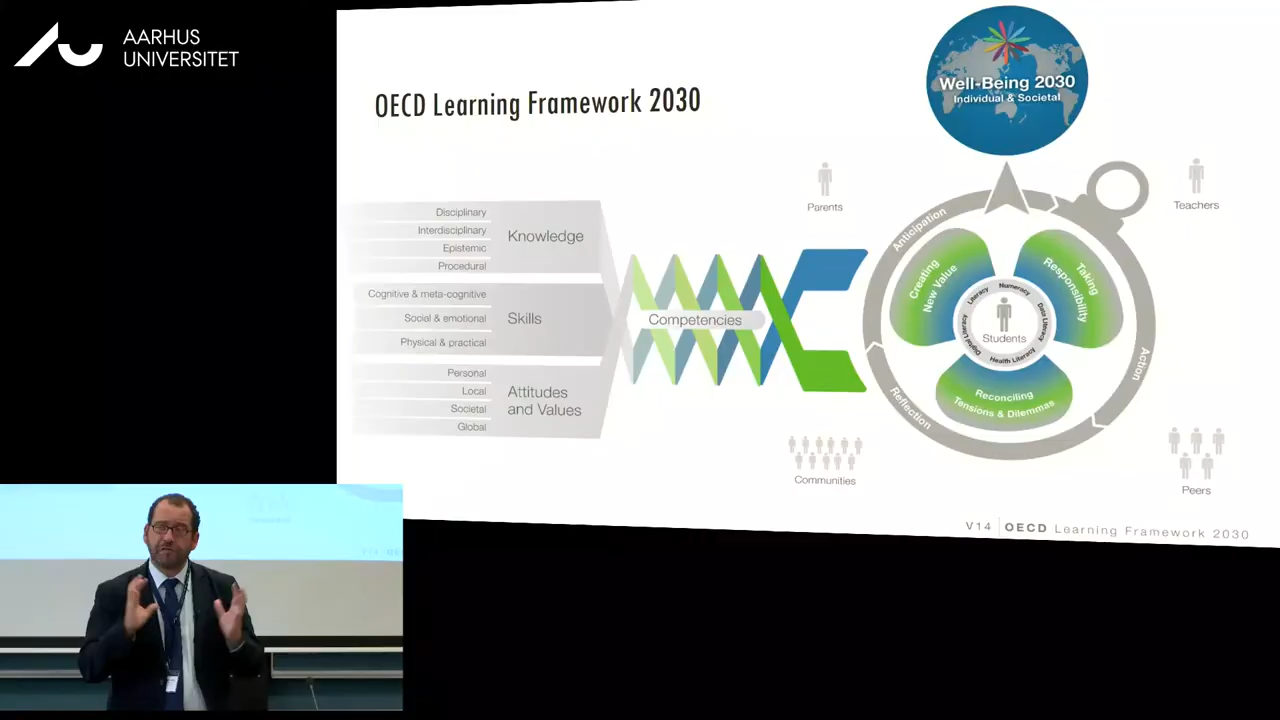 AARHUS
UNIVERSITET
OECD Learning Framework 2030
Well-Being 2030
Individual & Societal
Parents
Teachers
Disciplinary
Interdisciplinary
Epistemic
Procedural
Knowledge
Cognitive & meta-cognitive
Social & emotional
Physical & practical
Skills
Personal
Local
Societal
Global
Attitudes
and Values
Competencies
Anticipation
Action
Reflection
Creating
New Value
Taking
Responsibility
Reconciling
Tensions & Dilemmas
Literacy
Numeracy
Data Literacy
Health Literacy
Digital Literacy
Students
Communities
Peers
V14 | OECD Learning Framework 2030